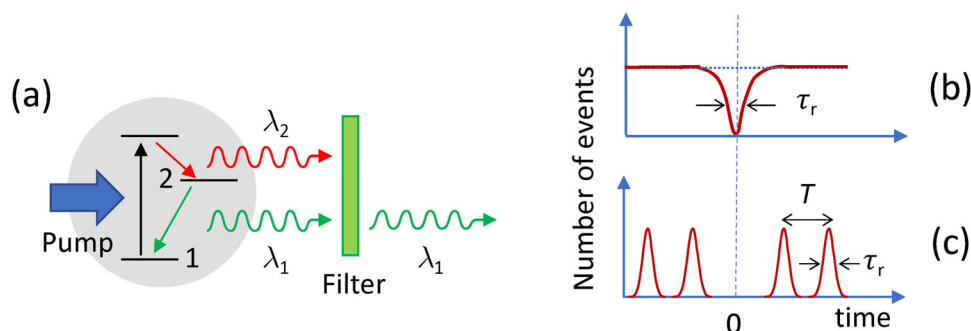 (a)
λ₂
2
Pump
1
λ₁
λ₁
Filter
Number of events
τᵣ
(b)
T
τᵣ
(c)
0
time